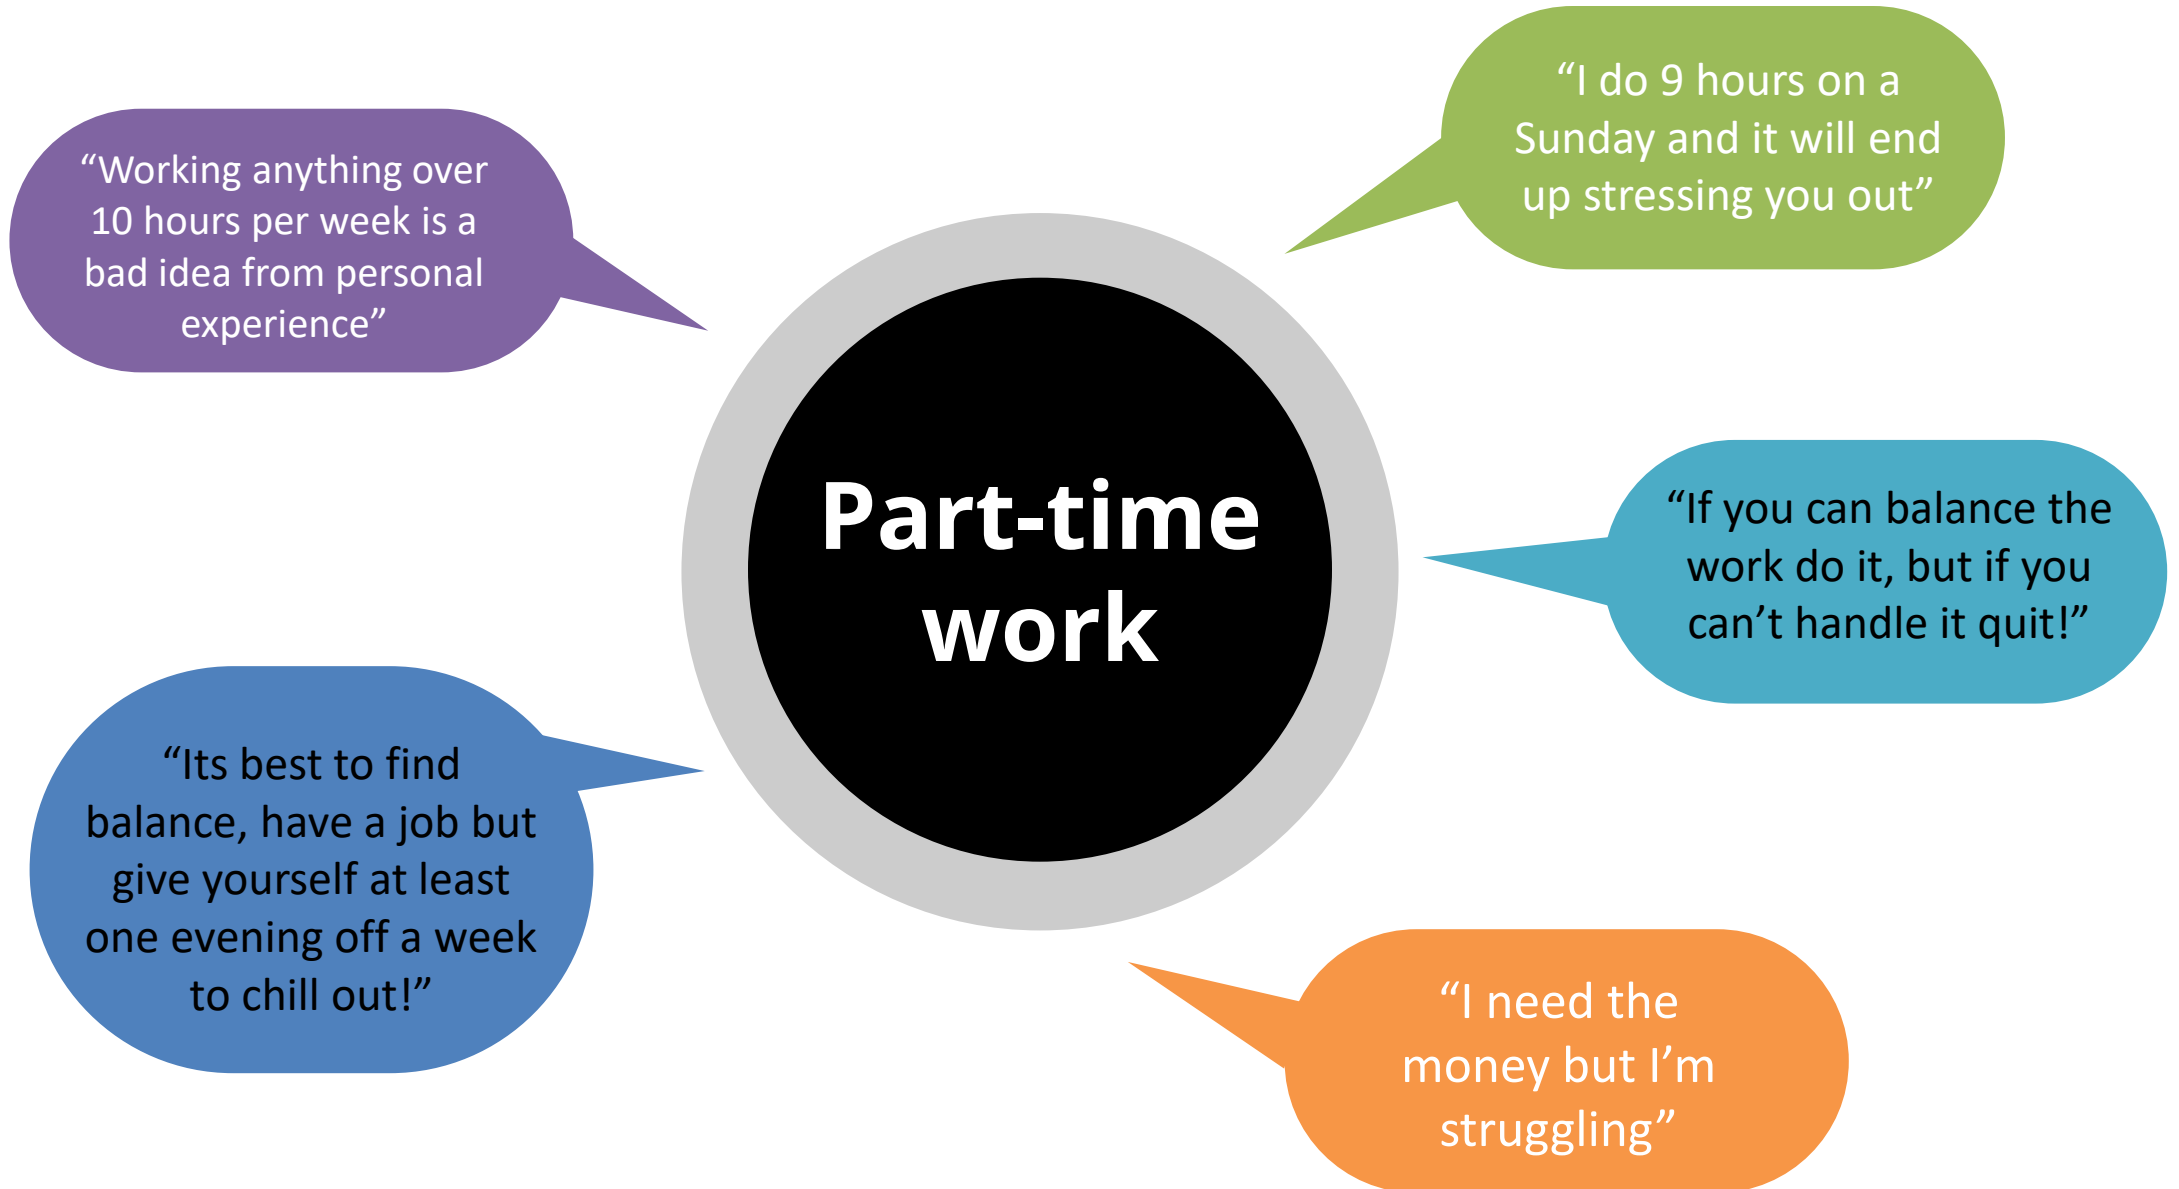 “Working anything over
10 hours per week is a
bad idea from personal
experience”
“I do 9 hours on a
Sunday and it will end
up stressing you out”
Part-time
work
“If you can balance the
work do it, but if you
can’t handle it quit!”
“Its best to find
balance, have a job but
give yourself at least
one evening off a week
to chill out!”
“I need the
money but I’m
struggling”